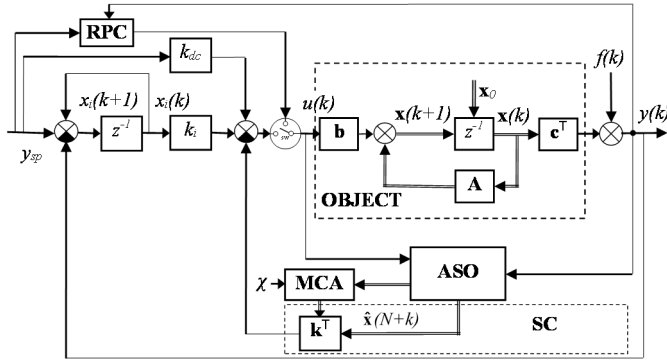 RPC
k_dc
f(k)
x_i(k+1) x_i(k)
u(k)
x_0
x(k+1) x(k)
y(k)
z^-1
k_i
sw
b
z^-1
c^T
y_sp
A
OBJECT
ASO
χ
MCA
k^T
x̂(N+k)
SC